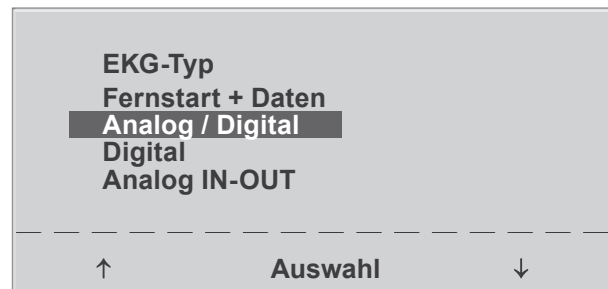 EKG-Typ
Fernstart + Daten
Analog / Digital
Digital
Analog IN-OUT
↑ Auswahl ↓